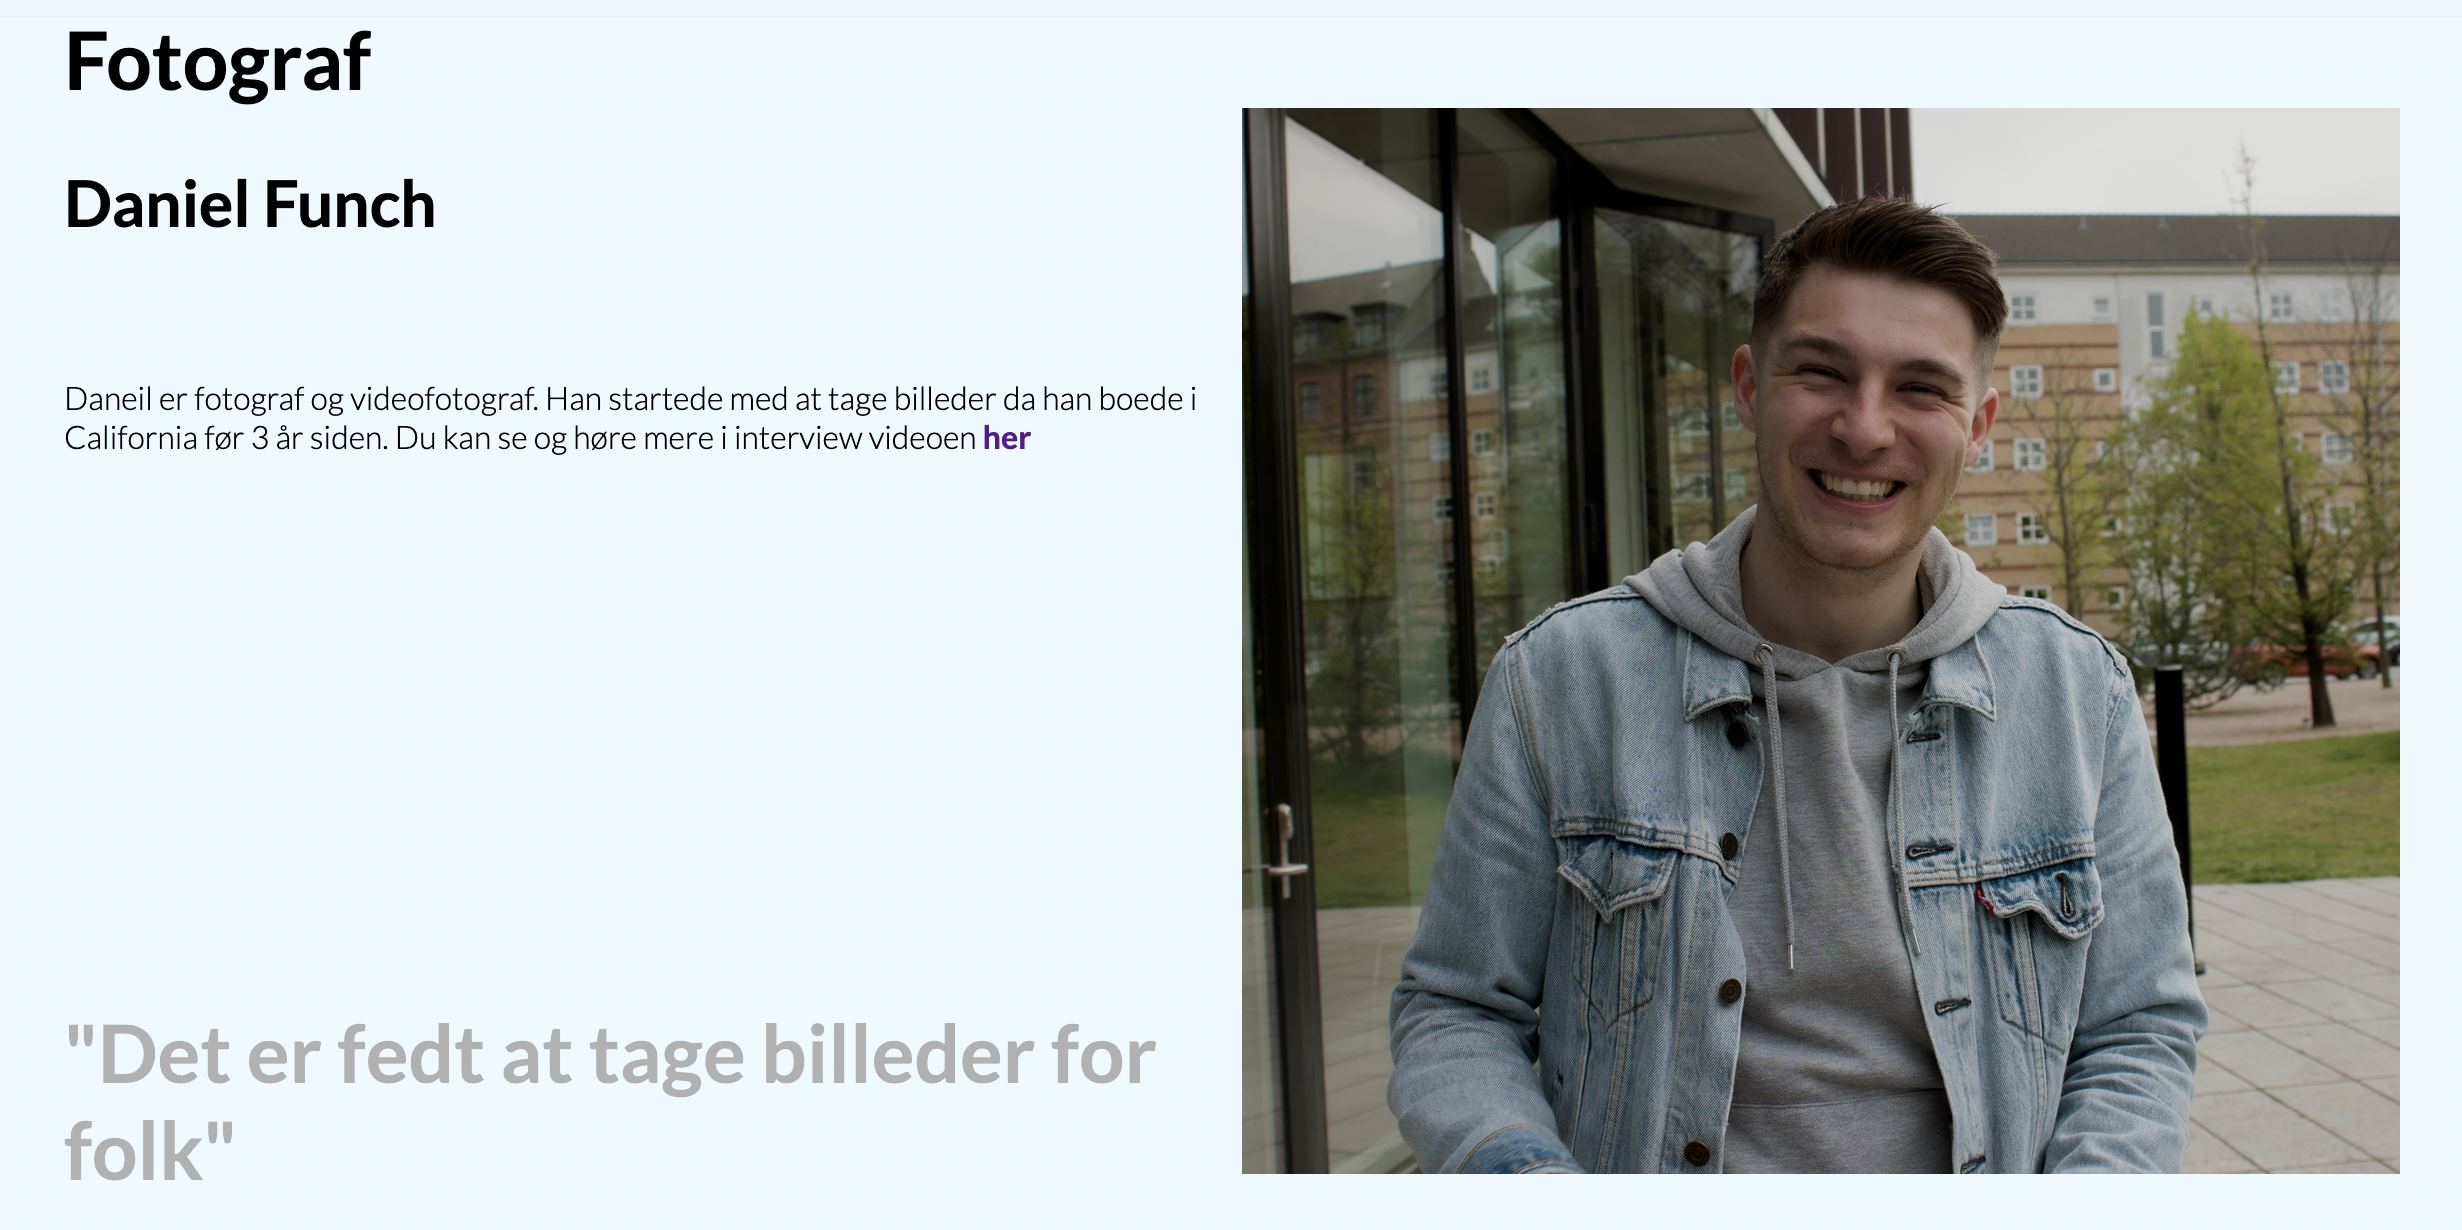 Fotograf
Daniel Funch
Daneil er fotograf og videofotograf. Han startede med at tage billeder da han boede i
California før 3 år siden. Du kan se og høre mere i interview videoen her
"Det er fedt at tage billeder for
folk"